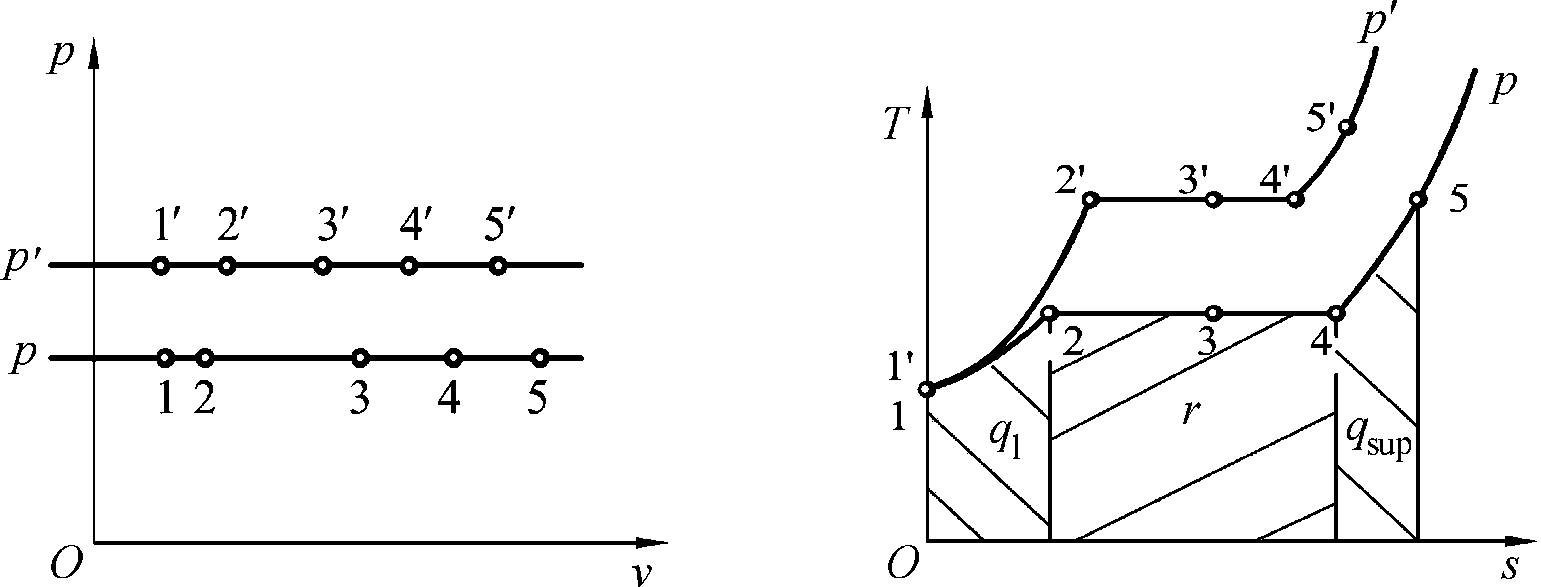 p
1′ 2′ 3′ 4′ 5′
p′
p
1 2 3 4 5
O
v
p′
p
T
5′
2′ 3′ 4′
5
1′
2 3 4
1
q₁
r
q_sup
O
s